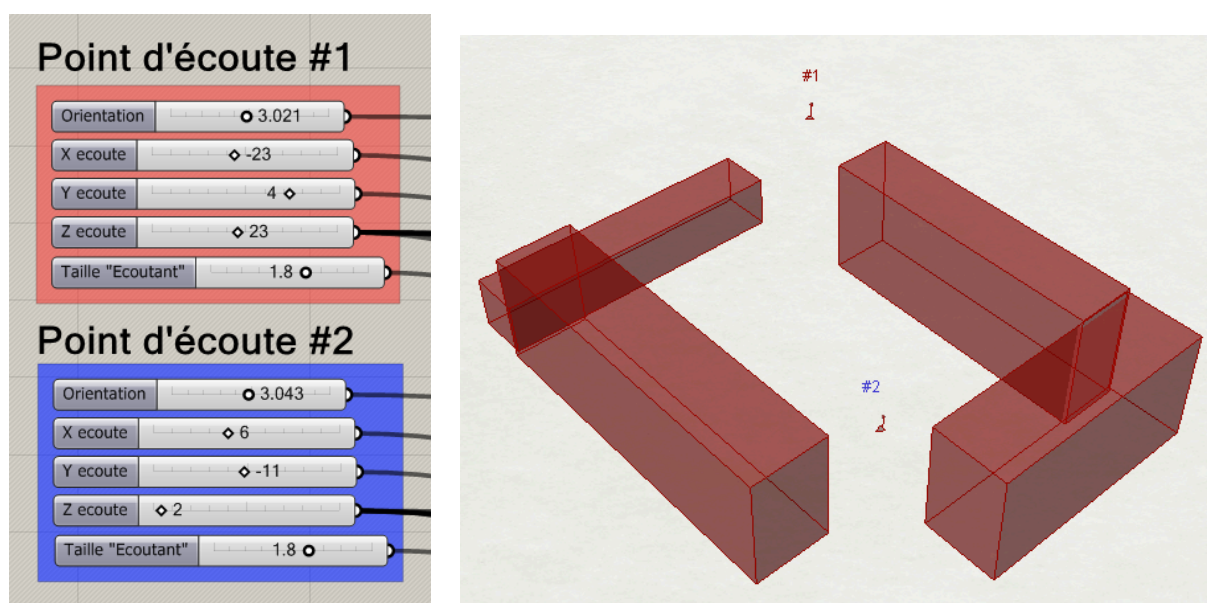 Point d'écoute #1
Orientation 3.021
X ecoute -23
Y ecoute 4
Z ecoute 23
Taille "Ecoutant" 1.8
Point d'écoute #2
Orientation 3.043
X ecoute 6
Y ecoute -11
Z ecoute 2
Taille "Ecoutant" 1.8
#1
#2